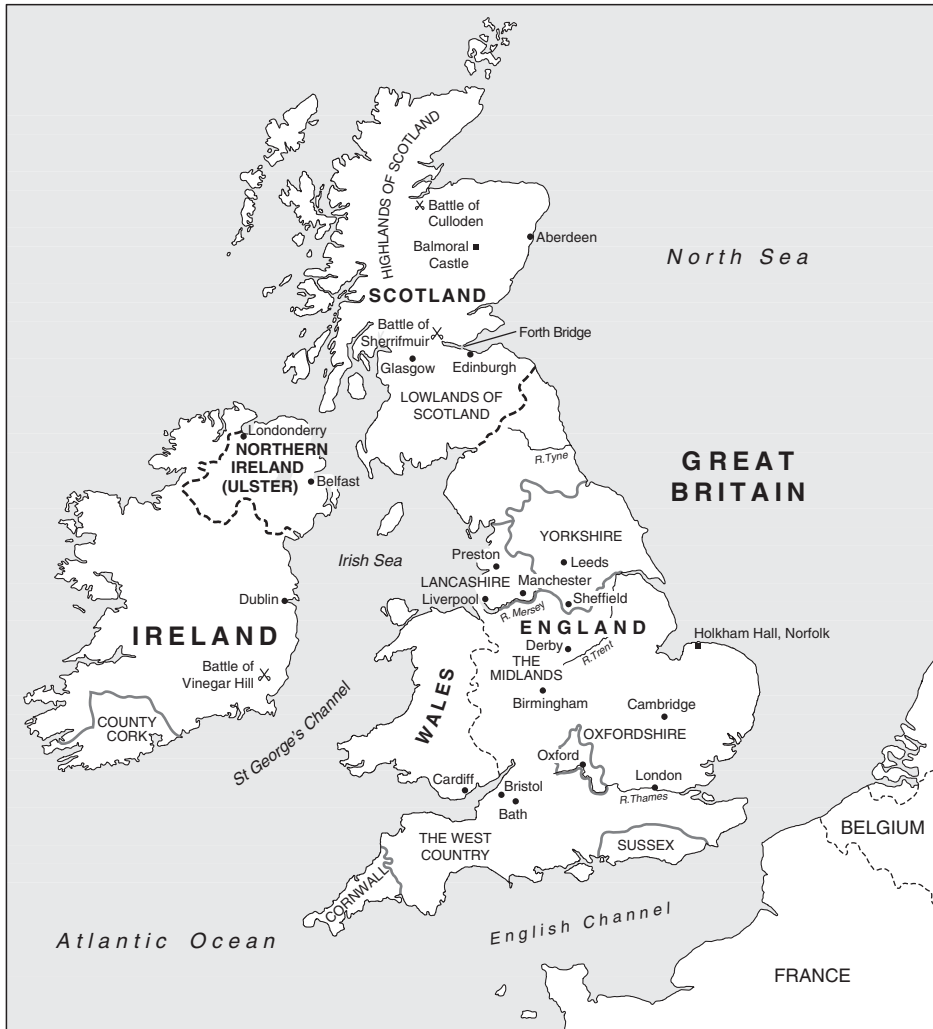 HIGHLANDS OF SCOTLAND
Battle of
Culloden
Balmoral
Castle
Aberdeen
North Sea
SCOTLAND
Battle of
Sherrifmuir
Forth Bridge
Glasgow
Edinburgh
LOWLANDS OF
SCOTLAND
Londonderry
NORTHERN
IRELAND
(ULSTER)
Belfast
R.Tyne
GREAT
BRITAIN
YORKSHIRE
Irish Sea
Preston
Leeds
LANCASHIRE
Manchester
Liverpool
Sheffield
R. Mersey
Dublin
IRELAND
ENGLAND
Holkham Hall, Norfolk
Derby
R.Trent
THE
MIDLANDS
Battle of
Vinegar Hill
Birmingham
Cambridge
WALES
COUNTY
CORK
St George's Channel
OXFORDSHIRE
Oxford
Cardiff
Bristol
Bath
London
R.Thames
BELGIUM
THE WEST
COUNTRY
SUSSEX
CORNWALL
Atlantic Ocean
English Channel
FRANCE